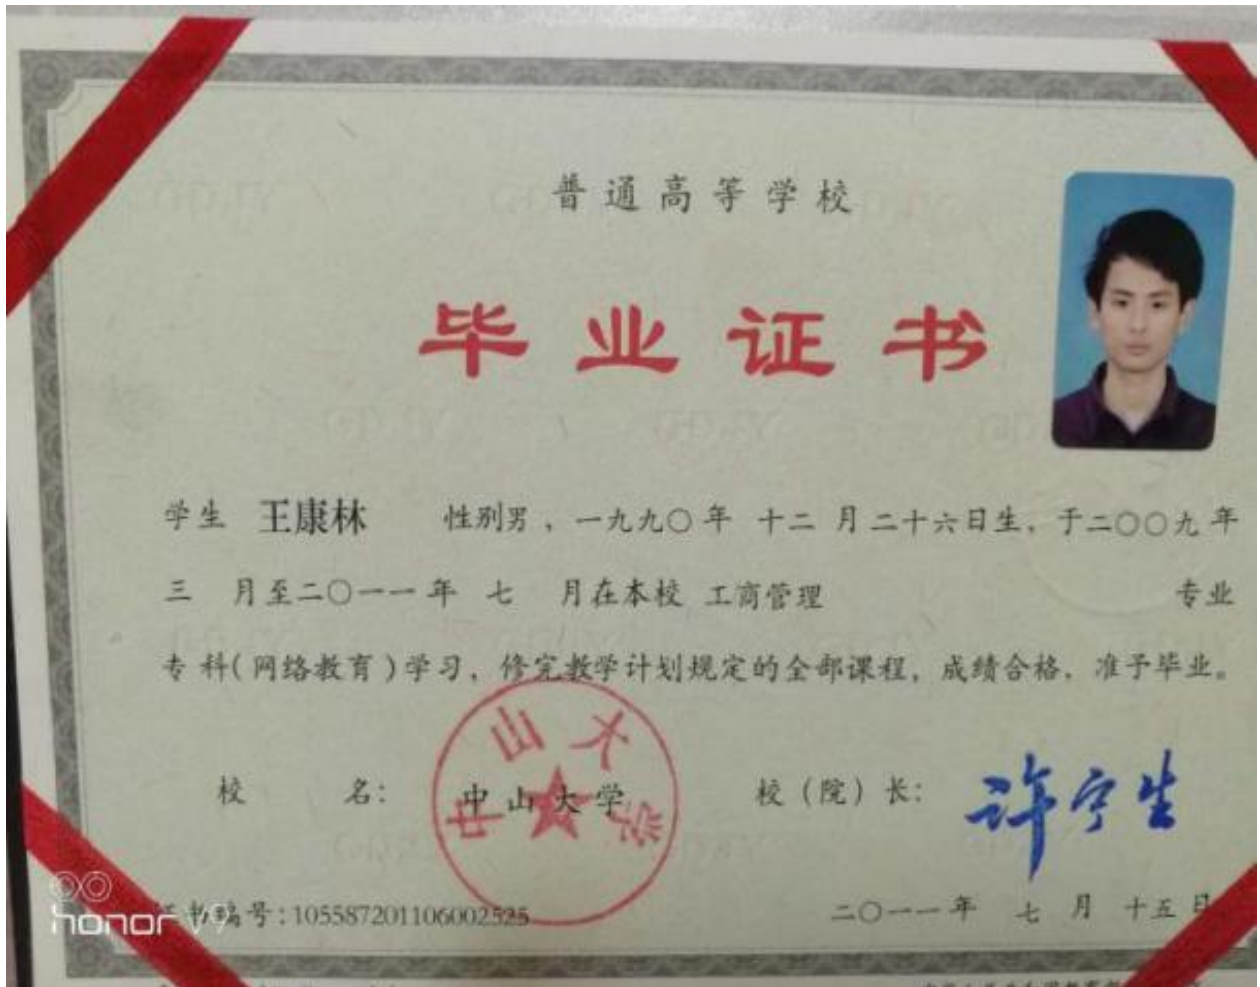 普通高等学校
毕业证书
学生 王康林 性别男，一九九〇年 十二 月二十六日生，于二〇〇九年
三 月至二〇一一年 七 月在本校 工商管理 专业
专科(网络教育)学习，修完教学计划规定的全部课程，成绩合格，准予毕业。
中山大学
校 名： 中山大学 校（院）长： 许宁生
证书编号：105587201106002525 二〇一一年 七 月 十五日
honor V9